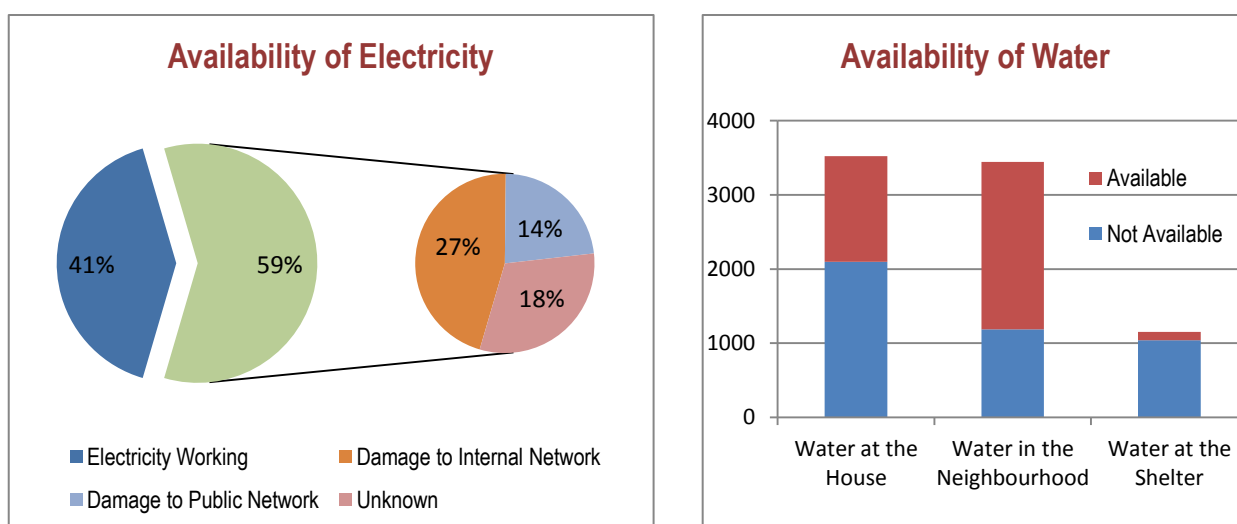 Availability of Electricity
41%
59%
27%
14%
18%
Electricity Working
Damage to Internal Network
Damage to Public Network
Unknown
Availability of Water
4000
3000
2000
1000
0
Available
Not Available
Water at the
House
Water in the
Neighbourhood
Water at the
Shelter